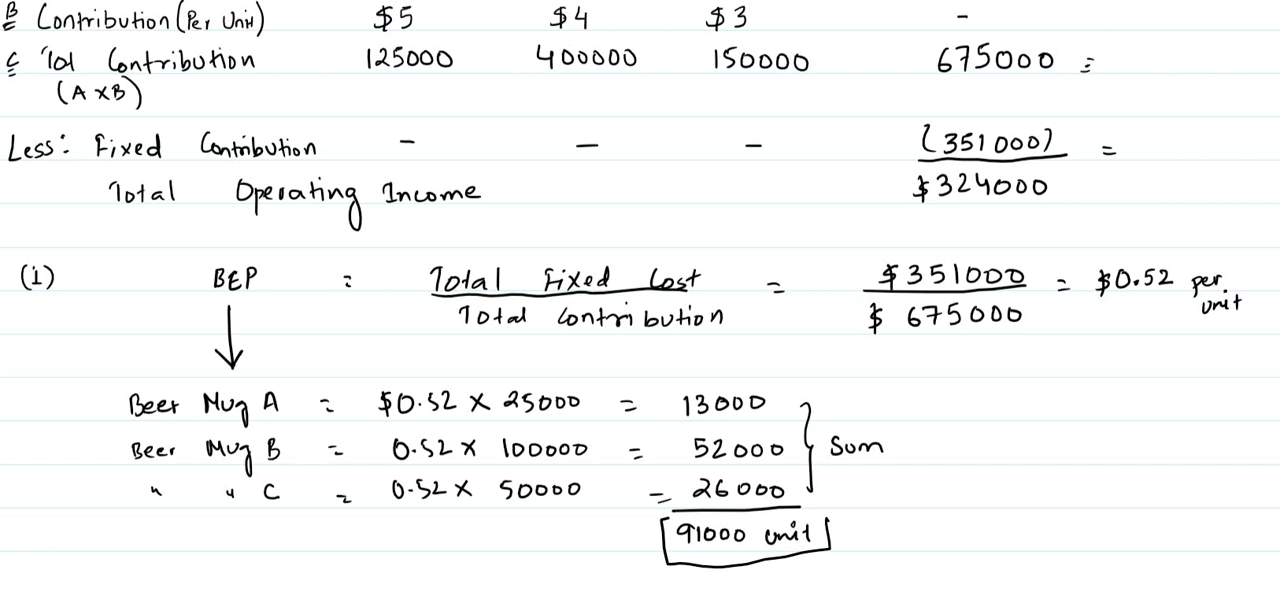 B Contribution (Per Unit) $5 $4 $3 -
C Tot Contribution 125000 400000 150000 675000 =
(A x B)
Less: Fixed Contribution - - - (351000) =
Total Operating Income $324000
(i) BEP = Total Fixed Cost / Total Contribution = $351000 / $675000 = $0.52 per unit
Beer Mug A = $0.52 x 25000 = 13000
Beer Mug B = 0.52 x 100000 = 52000 Sum
" " C = 0.52 x 50000 = 26000
91000 unit